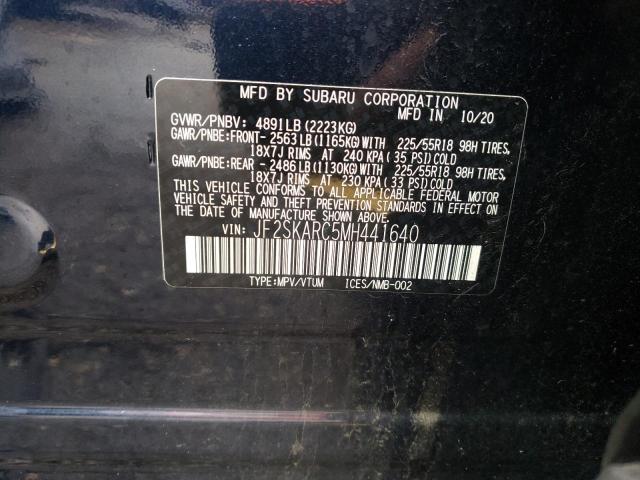 MFD BY SUBARU CORPORATION
MFD IN 10/20
GVWR/PNBV: 4891LB(2223KG)
GAWR/PNBE:FRONT-2563LB(1165KG)WITH 225/55R18 98H TIRES,
18X7J RIMS AT 240 KPA(35 PSI)COLD
GAWR/PNBE:REAR -2486LB(1130KG)WITH 225/55R18 98H TIRES,
18X7J RIMS AT 230 KPA(33 PSI)COLD
THIS VEHICLE CONFORMS TO ALL APPLICABLE FEDERAL MOTOR
VEHICLE SAFETY AND THEFT PREVENTION STANDARDS IN EFFECT
ON THE DATE OF MANUFACTURE SHOWN ABOVE.
VIN: JF2SKARC5MH441640
TYPE:MPV/VTUM ICES/NMB-002